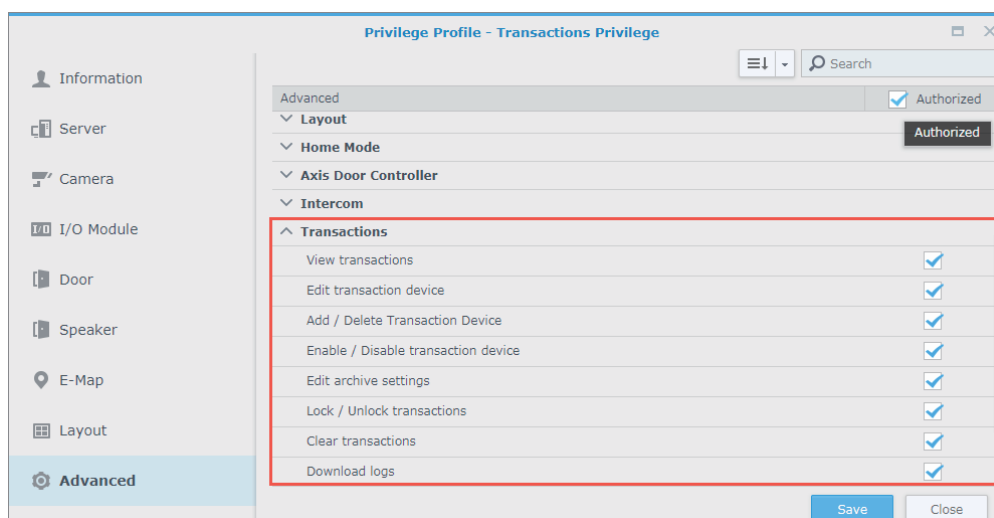 Privilege Profile - Transactions Privilege
Search
Information
Server
Camera
I/O I/O Module
Door
Speaker
E-Map
Layout
Advanced
Advanced Authorized
Layout
Authorized
Home Mode
Axis Door Controller
Intercom
Transactions
View transactions
Edit transaction device
Add / Delete Transaction Device
Enable / Disable transaction device
Edit archive settings
Lock / Unlock transactions
Clear transactions
Download logs
Save Close